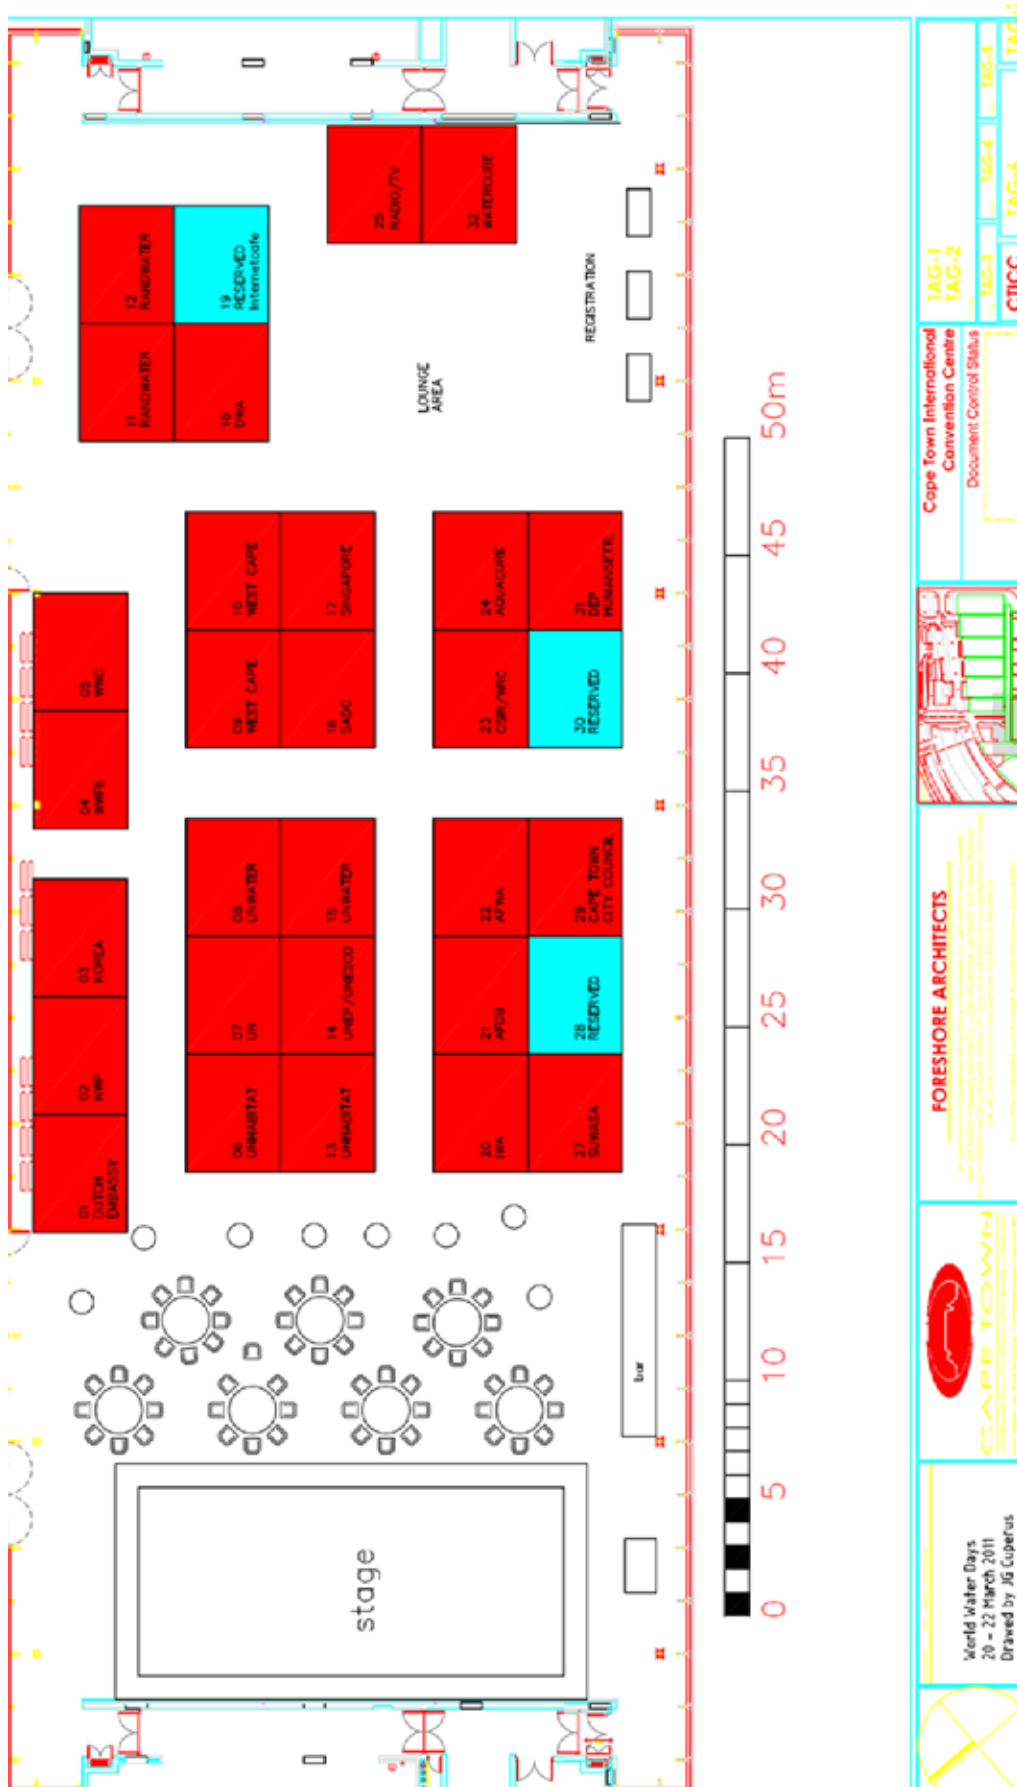 01
DUTCH
EMBASSY
02
NWP
03
KOREA
04
WWF6
05
WWC
06
UNHABITAT
07
UN
08
UNWATER
09
WEST CAPE
10
WEST CAPE
11
RANDWATER
12
RANDWATER
13
UNHABITAT
14
UNEP/UNESCO
15
UNWATER
16
SADC
17
SINGAPORE
18
DWA
19
RESERVED
Internetcafe
20
IWA
21
AFDB
22
AFWA
23
CSIR/WRC
24
AQUACURE
25
RADIO/TV
27
SUWASA
28
RESERVED
29
CAPE TOWN
CITY COUNCIL
30
RESERVED
31
DEP
HUMANSETTL
32
WATERCUBE
LOUNGE
AREA
REGISTRATION
stage
bar
0
5
10
15
20
25
30
35
40
45
50m
World Water Days
20 - 22 March 2011
Drawed by JG Cuperus
CAPE TOWN
FORESHORE ARCHITECTS
Cape Town International
Convention Centre
Document Control Status
TAG-1
TAG-2
TAG-3
TAG-4
TAG-5
CTICC
TAG-6